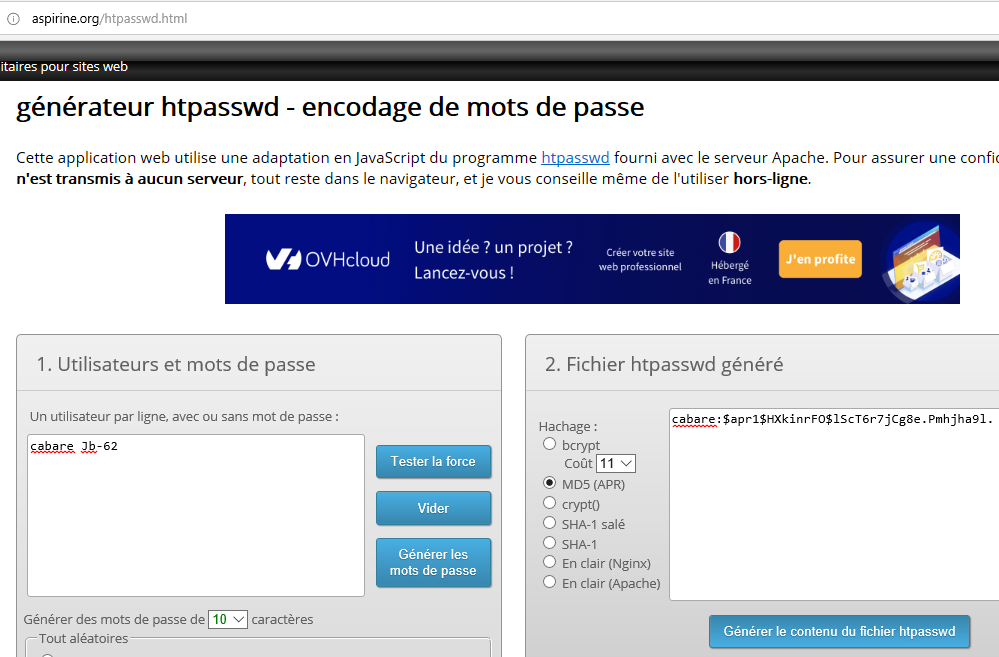 aspirine.org/htpasswd.html
itaires pour sites web
générateur htpasswd - encodage de mots de passe
Cette application web utilise une adaptation en JavaScript du programme htpasswd fourni avec le serveur Apache. Pour assurer une confic
n'est transmis à aucun serveur, tout reste dans le navigateur, et je vous conseille même de l'utiliser hors-ligne.
OVHcloud
Une idée ? un projet ?
Lancez-vous !
Créer votre site
web professionnel
Hébergé
en France
J'en profite
1. Utilisateurs et mots de passe
Un utilisateur par ligne, avec ou sans mot de passe :
cabare Jb-62
Tester la force
Vider
Générer les
mots de passe
Générer des mots de passe de 10 caractères
Tout aléatoires
2. Fichier htpasswd généré
Hachage :
bcrypt
Coût 11
MD5 (APR)
crypt()
SHA-1 salé
SHA-1
En clair (Nginx)
En clair (Apache)
cabare:$apr1$HXkinrFO$lScT6r7jCg8e.Pmhjha9l.
Générer le contenu du fichier htpasswd